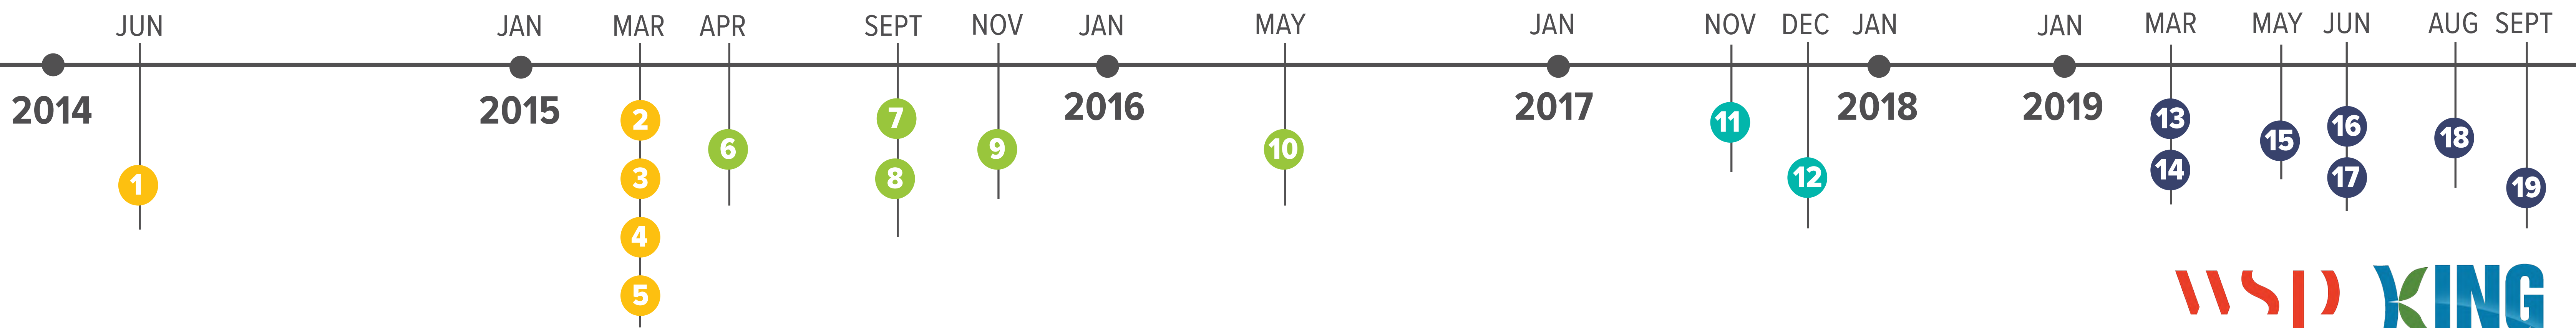 JUN JAN MAR APR SEPT NOV JAN MAY JAN NOV DEC JAN JAN MAR MAY JUN AUG SEPT
2014 2015 2016 2017 2018 2019
2 7 11 13 16
6 9 10 15 18
1 3 8 12 14 17 19
4
5
wsp KING